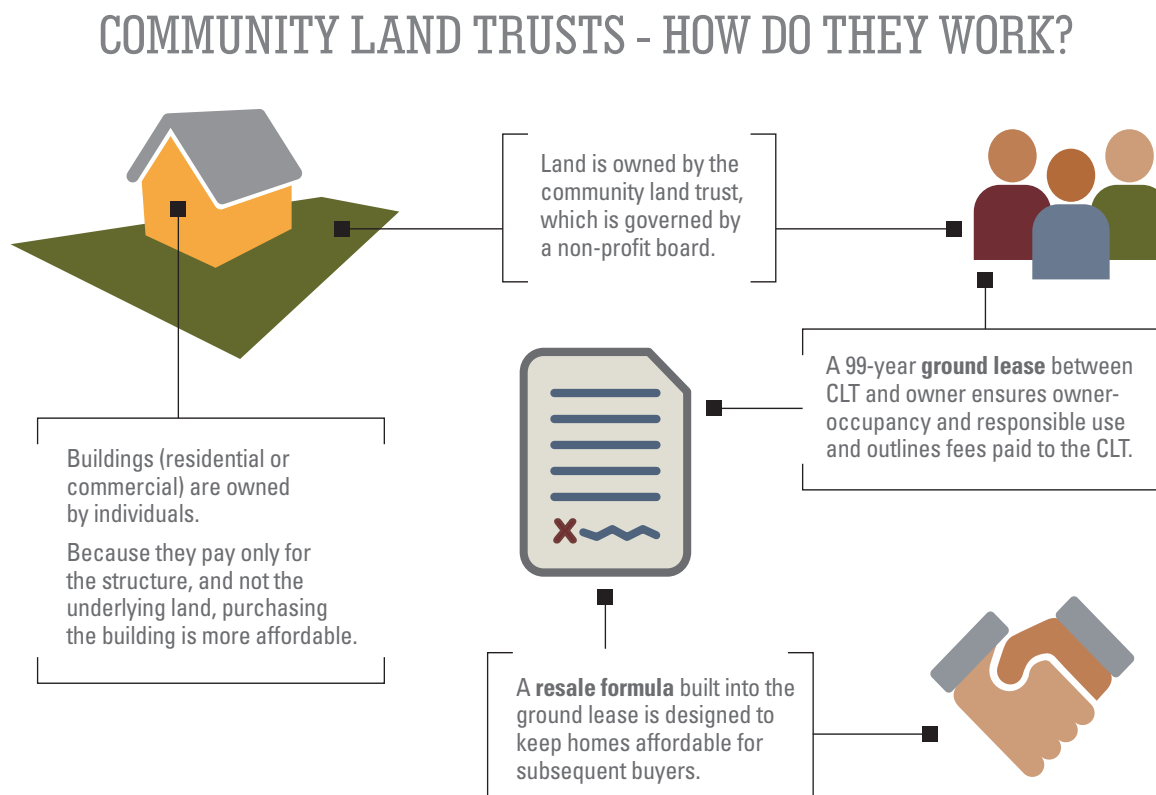 COMMUNITY LAND TRUSTS - HOW DO THEY WORK?
Land is owned by the
community land trust,
which is governed by
a non-profit board.
A 99-year ground lease between
CLT and owner ensures owner-
occupancy and responsible use
and outlines fees paid to the CLT.
Buildings (residential or
commercial) are owned
by individuals.
Because they pay only for
the structure, and not the
underlying land, purchasing
the building is more affordable.
A resale formula built into the
ground lease is designed to
keep homes affordable for
subsequent buyers.